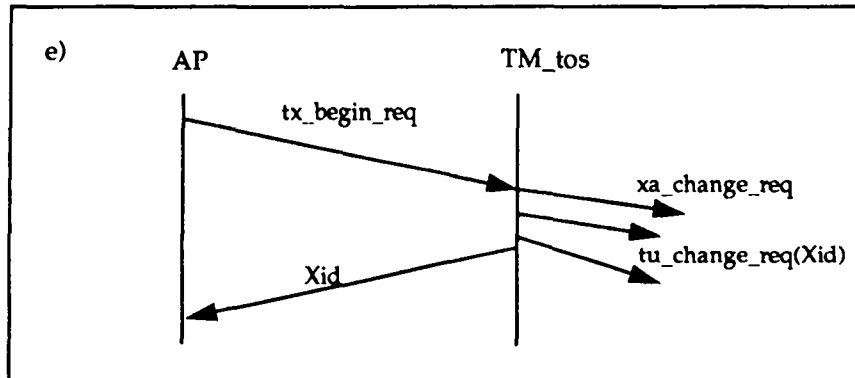 e)
AP
TM_tos
tx_begin_req
xa_change_req
tu_change_req(Xid)
Xid